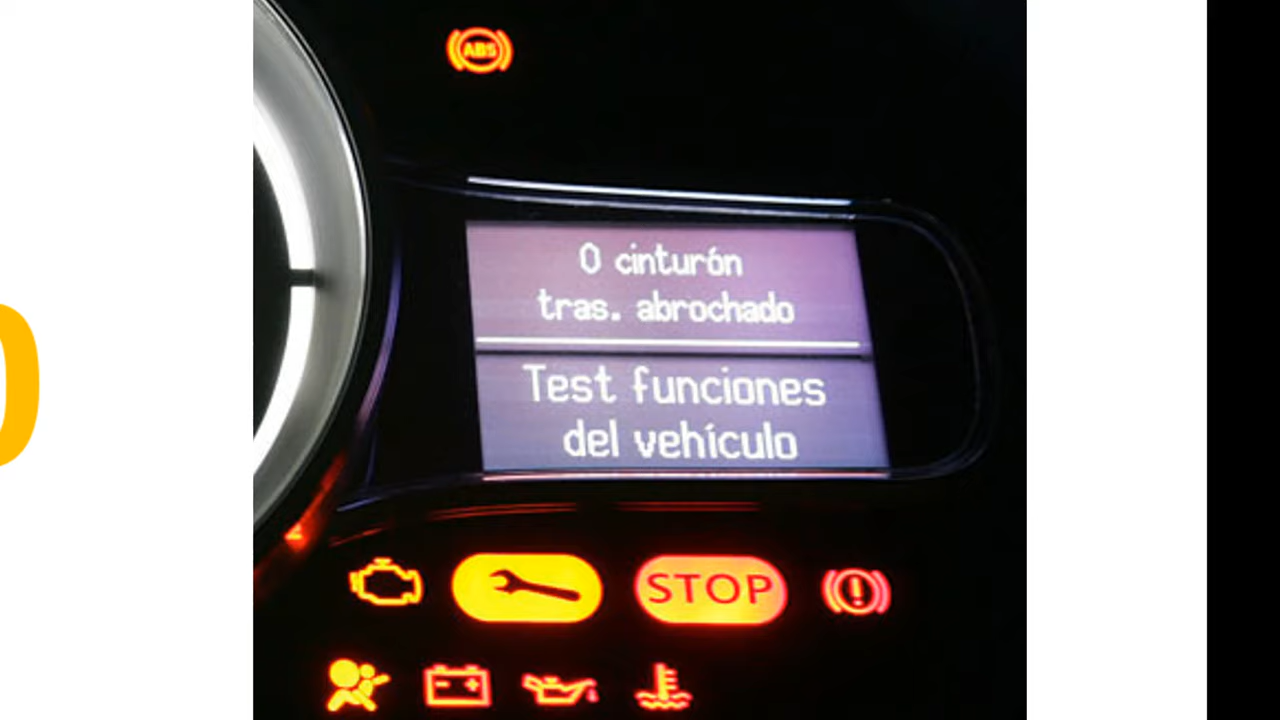 ABS
0 cinturón
tras. abrochado
Test funciones
del vehículo
STOP